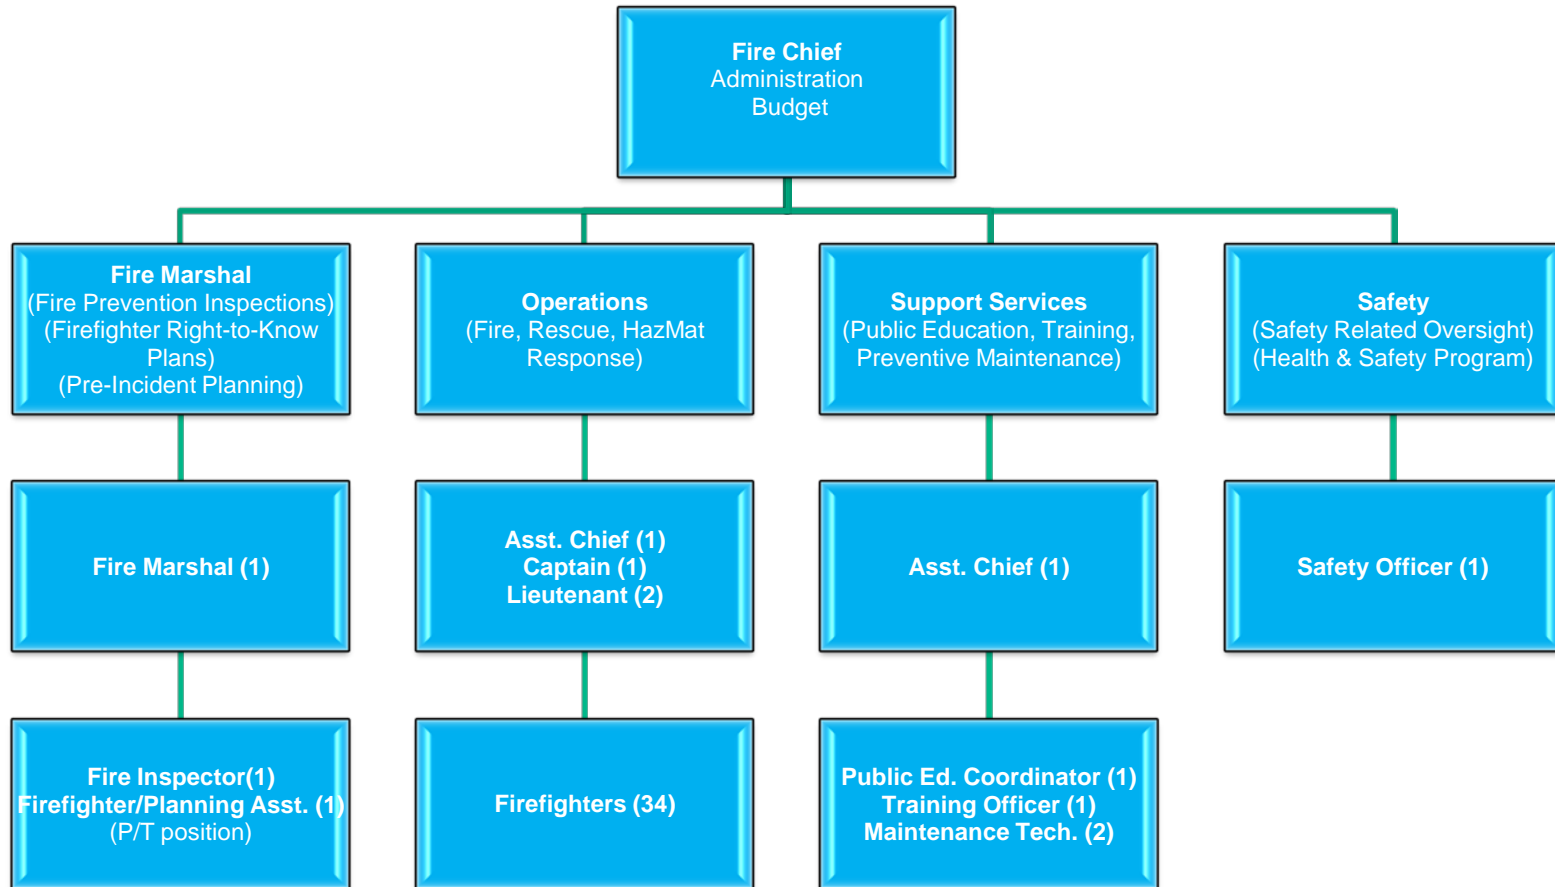 Fire Chief
Administration
Budget
Fire Marshal
(Fire Prevention Inspections)
(Firefighter Right-to-Know
Plans)
(Pre-Incident Planning)
Operations
(Fire, Rescue, HazMat
Response)
Support Services
(Public Education, Training,
Preventive Maintenance)
Safety
(Safety Related Oversight)
(Health & Safety Program)
Fire Marshal (1)
Asst. Chief (1)
Captain (1)
Lieutenant (2)
Asst. Chief (1)
Safety Officer (1)
Fire Inspector(1)
Firefighter/Planning Asst. (1)
(P/T position)
Firefighters (34)
Public Ed. Coordinator (1)
Training Officer (1)
Maintenance Tech. (2)